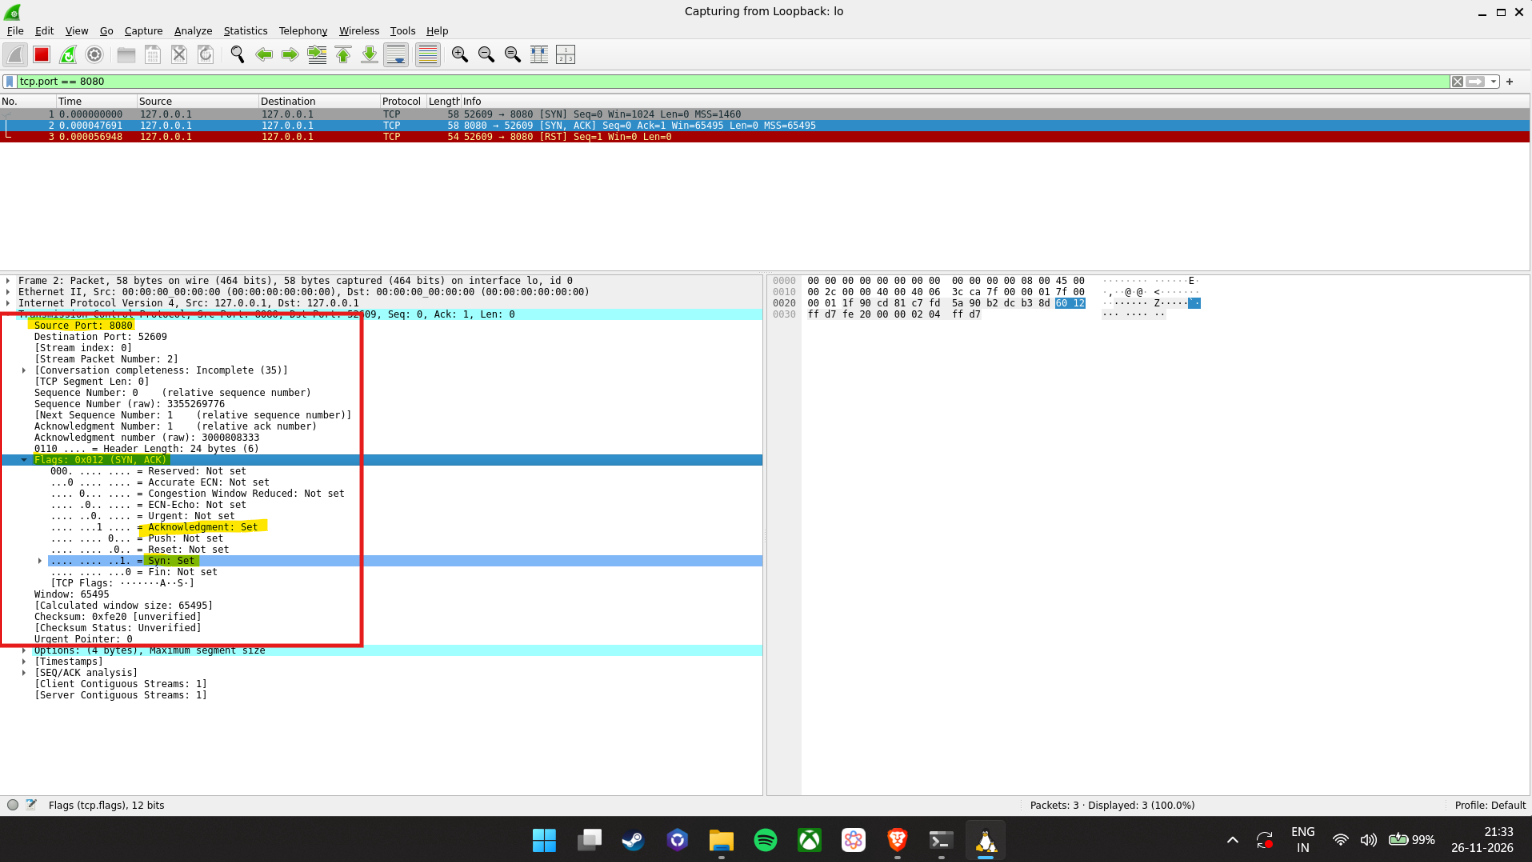 Capturing from Loopback: lo
File Edit View Go Capture Analyze Statistics Telephony Wireless Tools Help
tcp.port == 8080
No. Time Source Destination Protocol Length Info
1 0.000000000 127.0.0.1 127.0.0.1 TCP 58 52609 → 8080 [SYN] Seq=0 Win=1024 Len=0 MSS=1460
2 0.000047691 127.0.0.1 127.0.0.1 TCP 58 8080 → 52609 [SYN, ACK] Seq=0 Ack=1 Win=65495 Len=0 MSS=65495
3 0.000056948 127.0.0.1 127.0.0.1 TCP 54 52609 → 8080 [RST] Seq=1 Win=0 Len=0
Frame 2: Packet, 58 bytes on wire (464 bits), 58 bytes captured (464 bits) on interface lo, id 0
Ethernet II, Src: 00:00:00_00:00:00 (00:00:00:00:00:00), Dst: 00:00:00_00:00:00 (00:00:00:00:00:00)
Internet Protocol Version 4, Src: 127.0.0.1, Dst: 127.0.0.1
Transmission Control Protocol, Src Port: 8080, Dst Port: 52609, Seq: 0, Ack: 1, Len: 0
Source Port: 8080
Destination Port: 52609
[Stream index: 0]
[Stream Packet Number: 2]
[Conversation completeness: Incomplete (35)]
[TCP Segment Len: 0]
Sequence Number: 0 (relative sequence number)
Sequence Number (raw): 3355269776
[Next Sequence Number: 1 (relative sequence number)]
Acknowledgment Number: 1 (relative ack number)
Acknowledgment number (raw): 3000808333
0110 .... = Header Length: 24 bytes (6)
Flags: 0x012 (SYN, ACK)
000. .... .... = Reserved: Not set
...0 .... .... = Accurate ECN: Not set
.... 0... .... = Congestion Window Reduced: Not set
.... .0.. .... = ECN-Echo: Not set
.... ..0. .... = Urgent: Not set
.... ...1 .... = Acknowledgment: Set
.... .... 0... = Push: Not set
.... .... .0.. = Reset: Not set
.... .... ..1. = Syn: Set
.... .... ...0 = Fin: Not set
[TCP Flags: ·······A··S·]
Window: 65495
[Calculated window size: 65495]
Checksum: 0xfe20 [unverified]
[Checksum Status: Unverified]
Urgent Pointer: 0
Options: (4 bytes), Maximum segment size
[Timestamps]
[SEQ/ACK analysis]
[Client Contiguous Streams: 1]
[Server Contiguous Streams: 1]
0000 00 00 00 00 00 00 00 00 00 00 00 00 08 00 45 00 ········ ······E·
0010 00 2c 00 00 40 00 40 06 3c ca 7f 00 00 01 7f 00 ·,··@·@· <·······
0020 00 01 1f 90 cd 81 c7 fd 5a 90 b2 dc b3 8d 60 12 ········ Z·····`·
0030 ff d7 fe 20 00 00 02 04 ff d7 ··· ···· ··
Flags (tcp.flags), 12 bits
Packets: 3 · Displayed: 3 (100.0%)
Profile: Default
ENG
IN
99%
21:33
26-11-2026